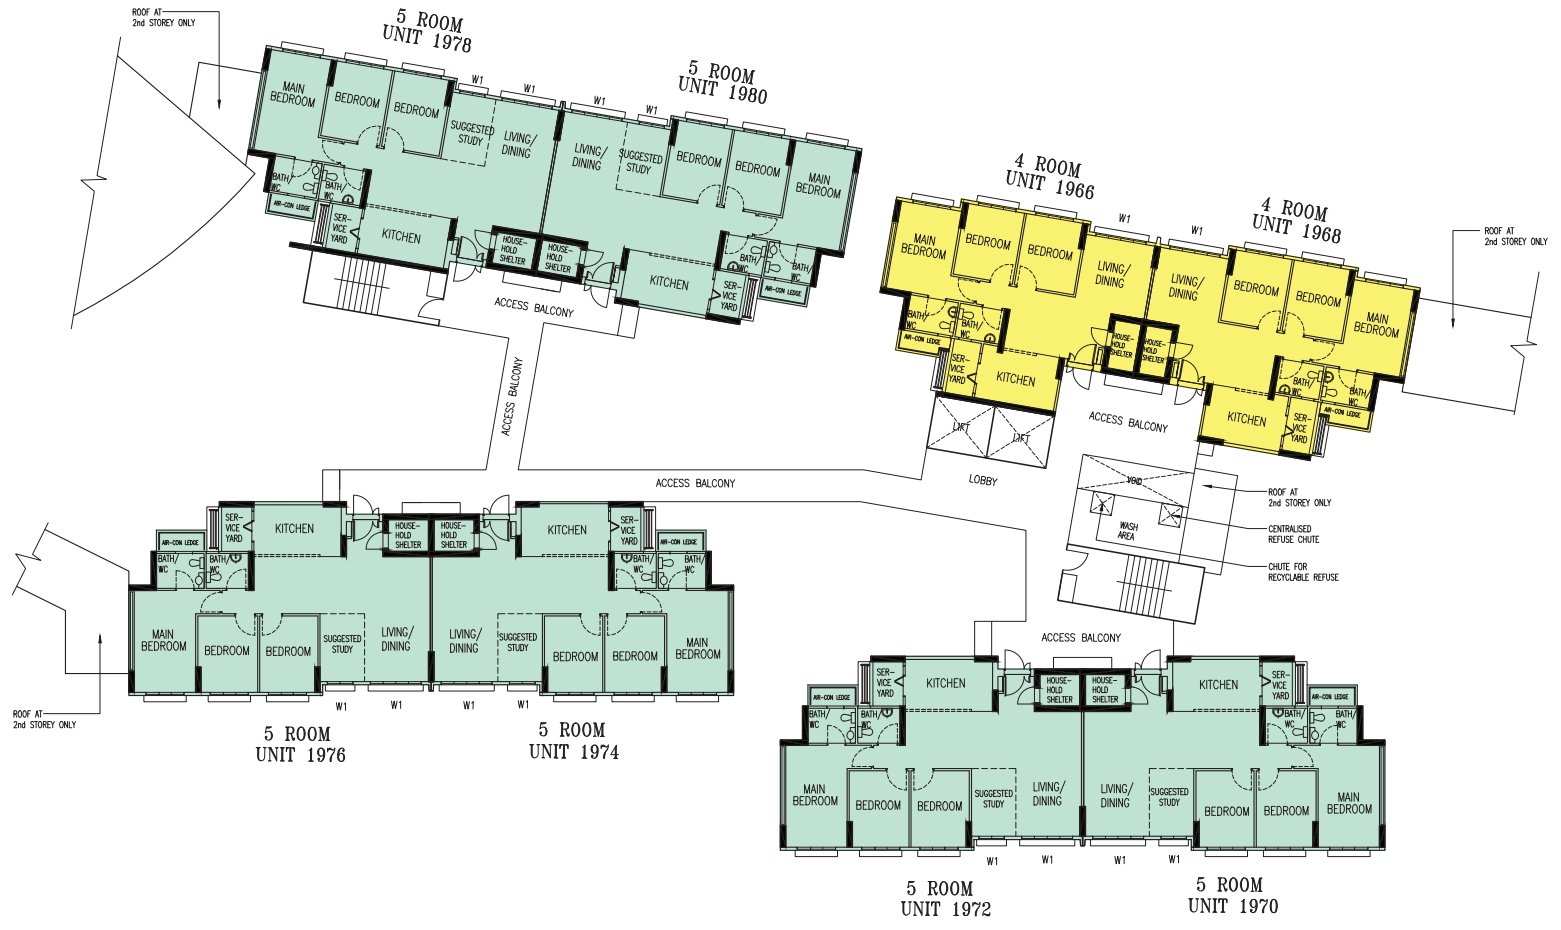 ROOF AT
2nd STOREY ONLY
5 ROOM
UNIT 1978
W1
W1
MAIN
BEDROOM
BEDROOM
BEDROOM
SUGGESTED
STUDY
LIVING/
DINING
BATH/
WC
BATH/
WC
AIR-CON LEDGE
SER-
VICE
YARD
KITCHEN
HOUSE-
HOLD
SHELTER
5 ROOM
UNIT 1980
W1
W1
LIVING/
DINING
SUGGESTED
STUDY
BEDROOM
BEDROOM
MAIN
BEDROOM
HOUSE-
HOLD
SHELTER
KITCHEN
BATH/
WC
BATH/
WC
SER-
VICE
YARD
AIR-CON LEDGE
ACCESS BALCONY
4 ROOM
UNIT 1966
W1
MAIN
BEDROOM
BEDROOM
BEDROOM
LIVING/
DINING
BATH/
WC
BATH/
WC
AIR-CON LEDGE
SER-
VICE
YARD
KITCHEN
HOUSE-
HOLD
SHELTER
4 ROOM
UNIT 1968
W1
LIVING/
DINING
BEDROOM
BEDROOM
MAIN
BEDROOM
HOUSE-
HOLD
SHELTER
KITCHEN
BATH/
WC
BATH/
WC
SER-
VICE
YARD
AIR-CON LEDGE
ROOF AT
2nd STOREY ONLY
ACCESS BALCONY
ACCESS BALCONY
LIFT
LIFT
LOBBY
ACCESS BALCONY
VOID
WASH
AREA
ROOF AT
2nd STOREY ONLY
CENTRALISED
REFUSE CHUTE
CHUTE FOR
RECYCLABLE REFUSE
AIR-CON LEDGE
SER-
VICE
YARD
KITCHEN
HOUSE-
HOLD
SHELTER
BATH/
WC
BATH/
WC
MAIN
BEDROOM
BEDROOM
BEDROOM
SUGGESTED
STUDY
LIVING/
DINING
W1
W1
5 ROOM
UNIT 1976
HOUSE-
HOLD
SHELTER
KITCHEN
SER-
VICE
YARD
AIR-CON LEDGE
BATH/
WC
BATH/
WC
LIVING/
DINING
SUGGESTED
STUDY
BEDROOM
BEDROOM
MAIN
BEDROOM
W1
W1
5 ROOM
UNIT 1974
ROOF AT
2nd STOREY ONLY
ACCESS BALCONY
AIR-CON LEDGE
SER-
VICE
YARD
KITCHEN
HOUSE-
HOLD
SHELTER
BATH/
WC
WC
MAIN
BEDROOM
BEDROOM
BEDROOM
SUGGESTED
STUDY
LIVING/
DINING
W1
W1
5 ROOM
UNIT 1972
HOUSE-
HOLD
SHELTER
KITCHEN
SER-
VICE
YARD
AIR-CON LEDGE
BATH/
WC
BATH/
WC
LIVING/
DINING
SUGGESTED
STUDY
BEDROOM
BEDROOM
MAIN
BEDROOM
W1
W1
5 ROOM
UNIT 1970